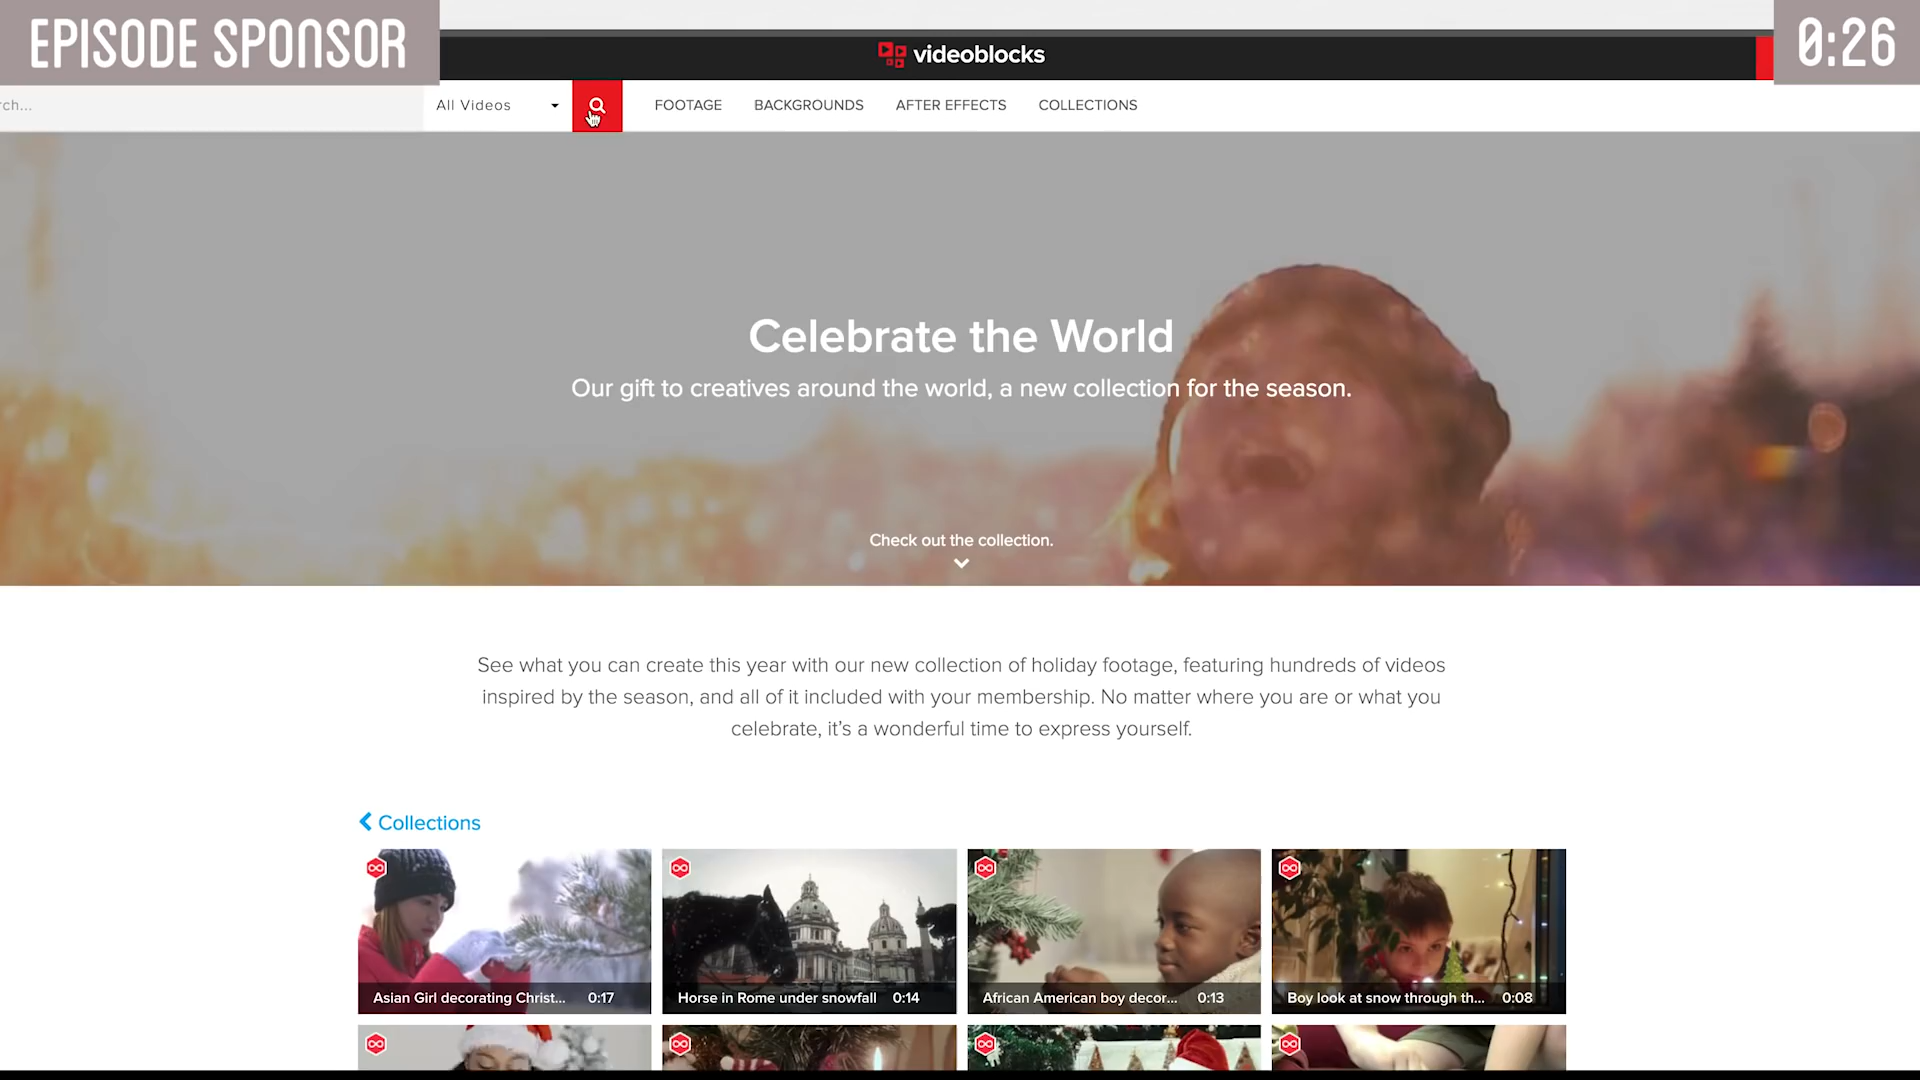 EPISODE SPONSOR
0:26
videoblocks
rch...
All Videos
FOOTAGE
BACKGROUNDS
AFTER EFFECTS
COLLECTIONS
Celebrate the World
Our gift to creatives around the world, a new collection for the season.
Check out the collection.
See what you can create this year with our new collection of holiday footage, featuring hundreds of videos
inspired by the season, and all of it included with your membership. No matter where you are or what you
celebrate, it's a wonderful time to express yourself.
Collections
Asian Girl decorating Christ... 0:17
Horse in Rome under snowfall 0:14
African American boy decor... 0:13
Boy look at snow through th... 0:08